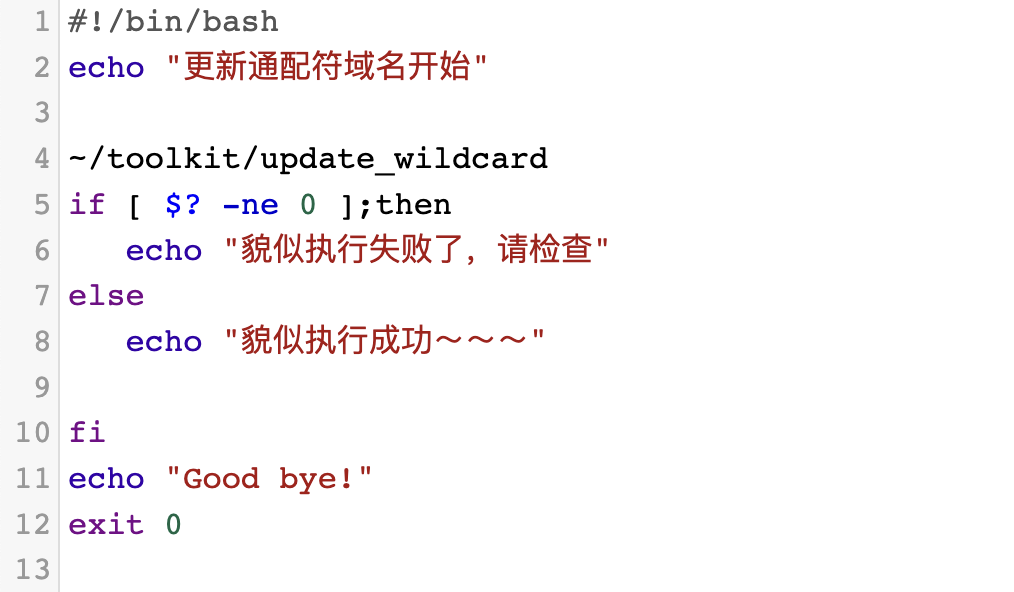 1 #!/bin/bash
2 echo "更新通配符域名开始"
3
4 ~/toolkit/update_wildcard
5 if [ $? -ne 0 ];then
6    echo "貌似执行失败了，请检查"
7 else
8    echo "貌似执行成功～～～"
9
10 fi
11 echo "Good bye!"
12 exit 0
13